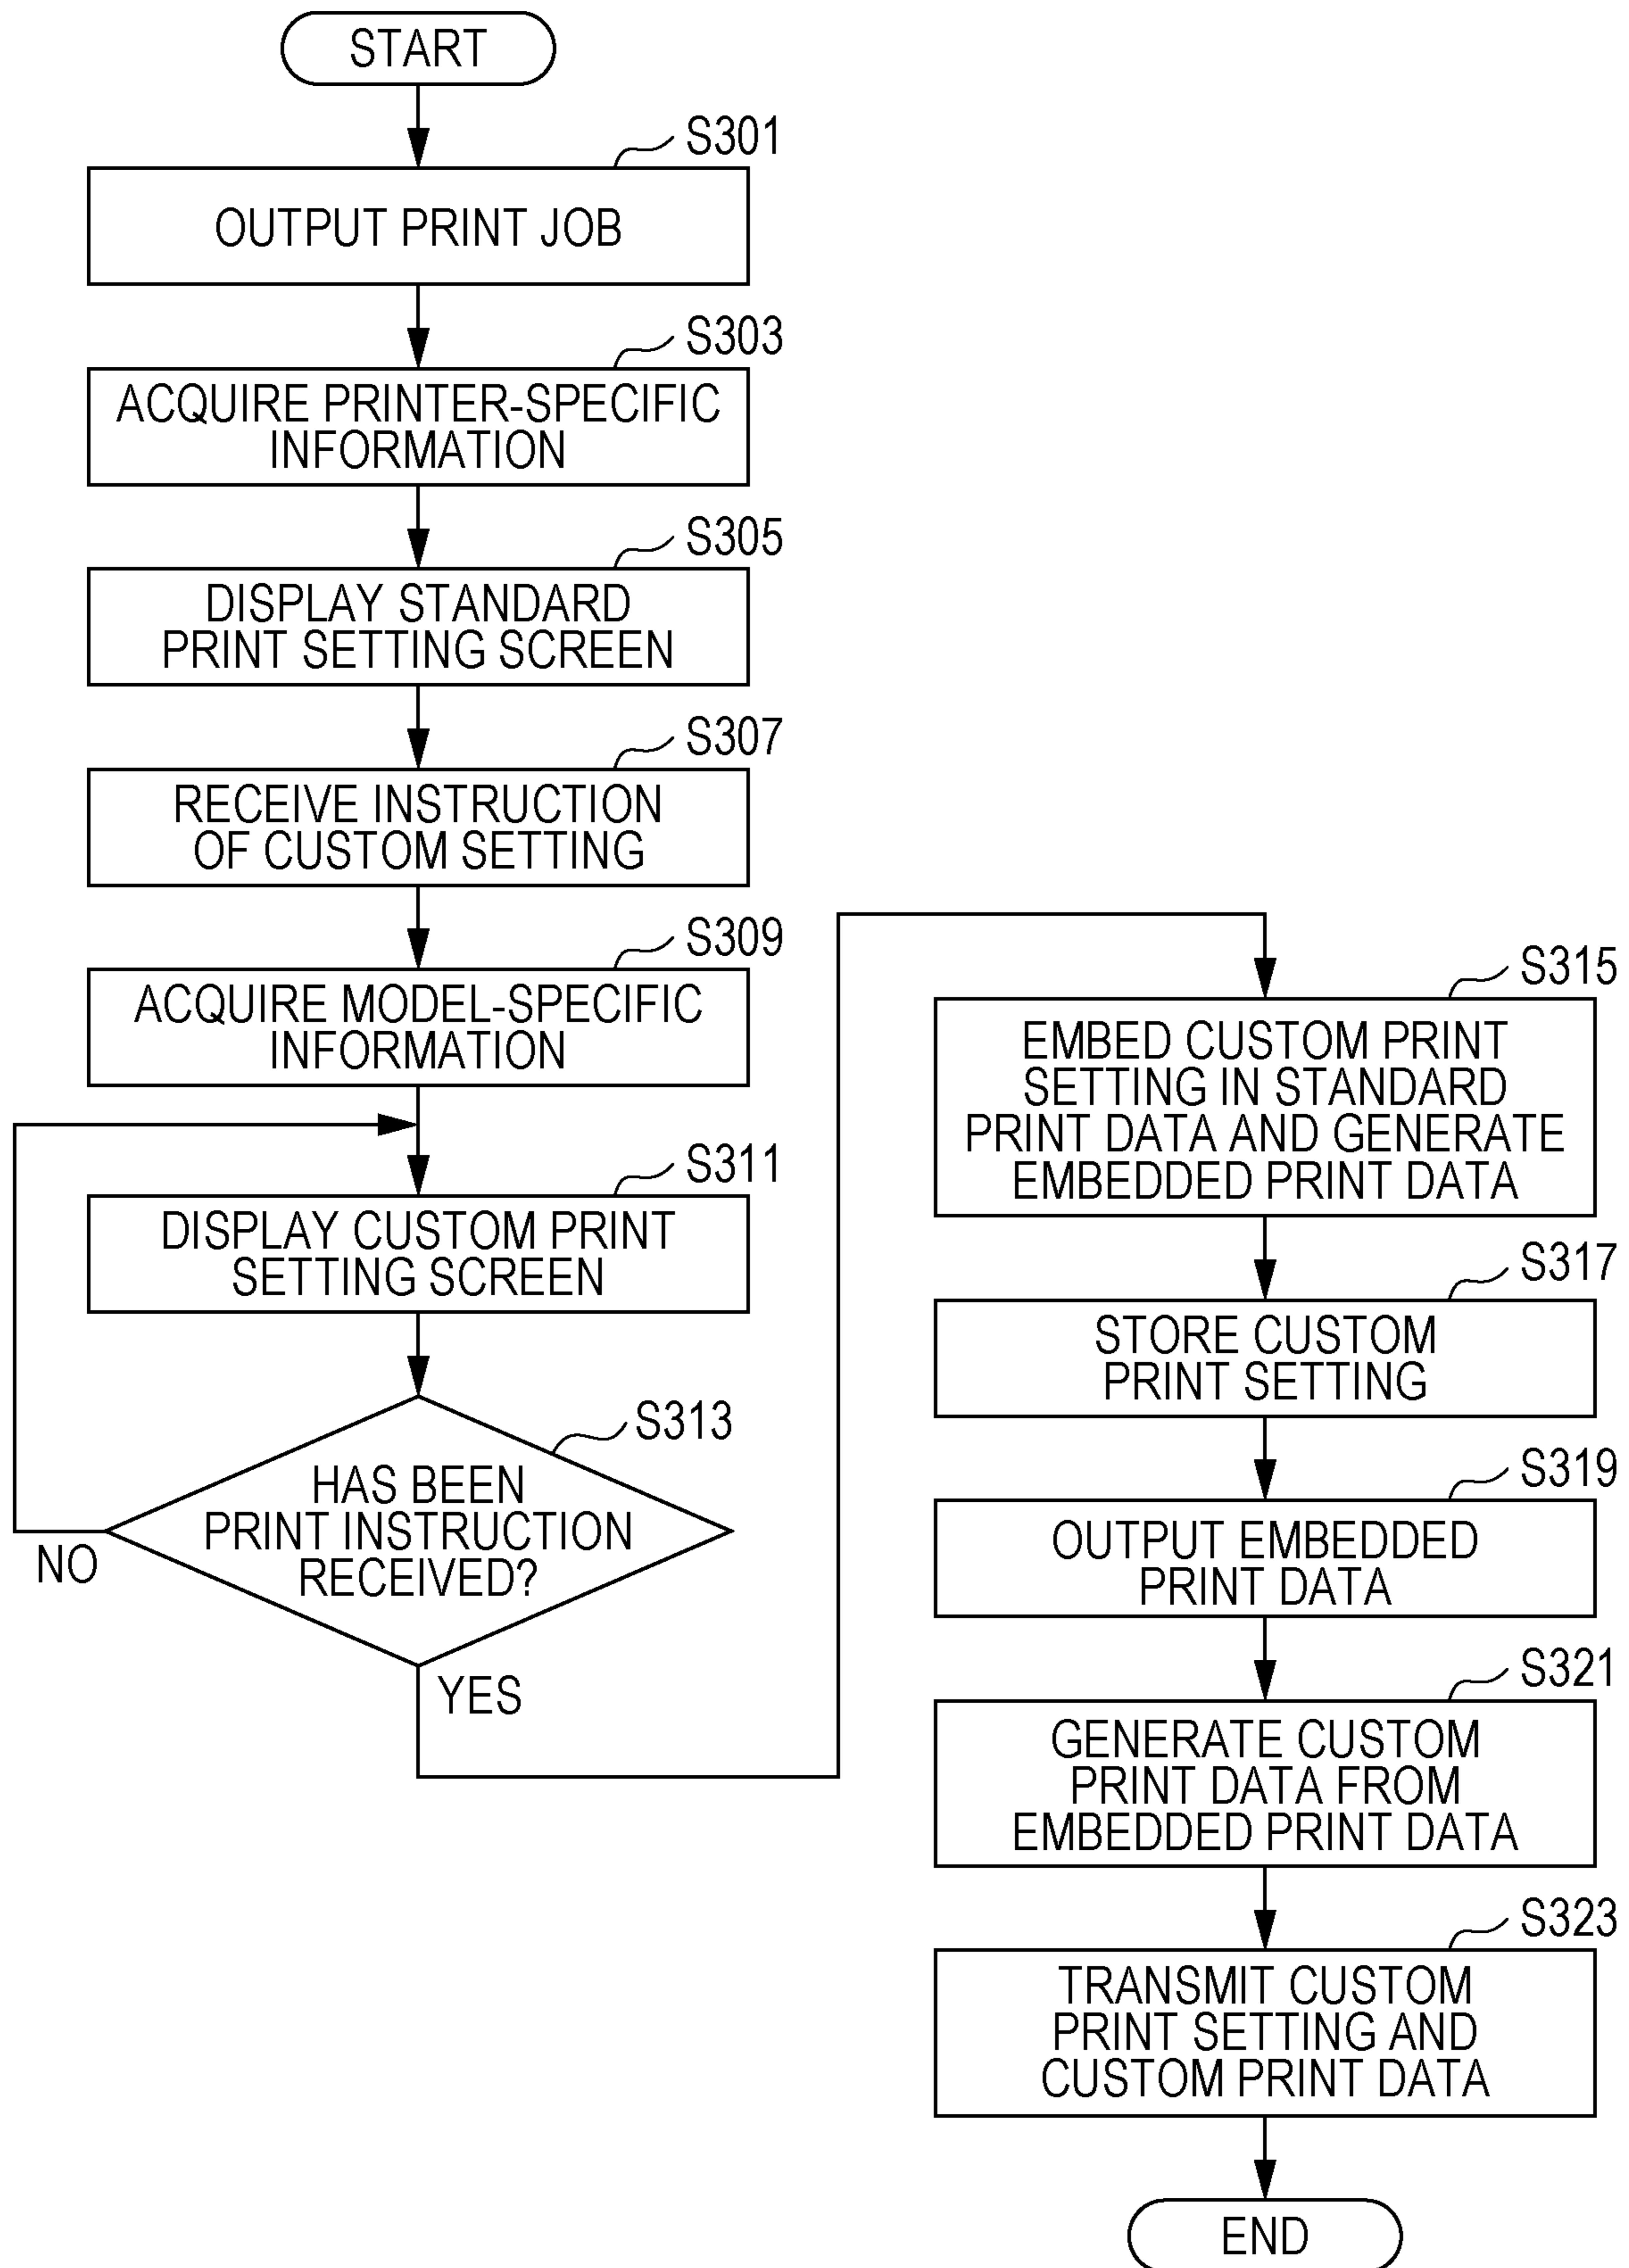 START
S301
OUTPUT PRINT JOB
S303
ACQUIRE PRINTER-SPECIFIC
INFORMATION
S305
DISPLAY STANDARD
PRINT SETTING SCREEN
S307
RECEIVE INSTRUCTION
OF CUSTOM SETTING
S309
ACQUIRE MODEL-SPECIFIC
INFORMATION
S311
DISPLAY CUSTOM PRINT
SETTING SCREEN
S313
HAS BEEN
PRINT INSTRUCTION
RECEIVED?
NO
YES
S315
EMBED CUSTOM PRINT
SETTING IN STANDARD
PRINT DATA AND GENERATE
EMBEDDED PRINT DATA
S317
STORE CUSTOM
PRINT SETTING
S319
OUTPUT EMBEDDED
PRINT DATA
S321
GENERATE CUSTOM
PRINT DATA FROM
EMBEDDED PRINT DATA
S323
TRANSMIT CUSTOM
PRINT SETTING AND
CUSTOM PRINT DATA
END